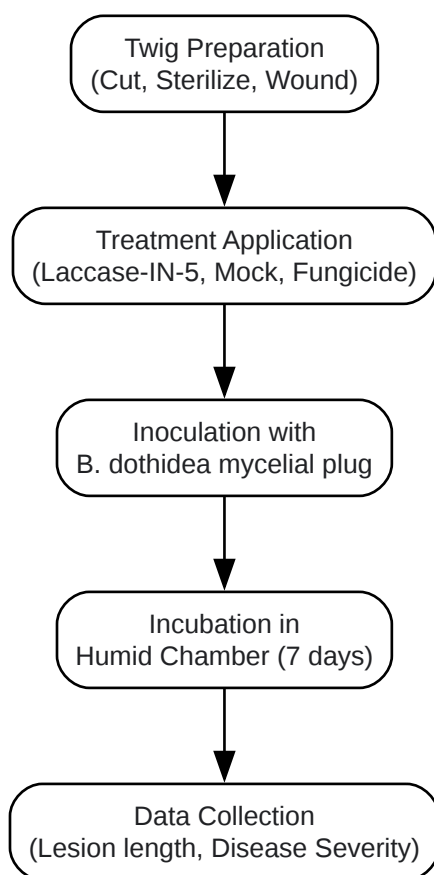 Twig Preparation
(Cut, Sterilize, Wound)
Treatment Application
(Laccase-IN-5, Mock, Fungicide)
Inoculation with
B. dothidea mycelial plug
Incubation in
Humid Chamber (7 days)
Data Collection
(Lesion length, Disease Severity)